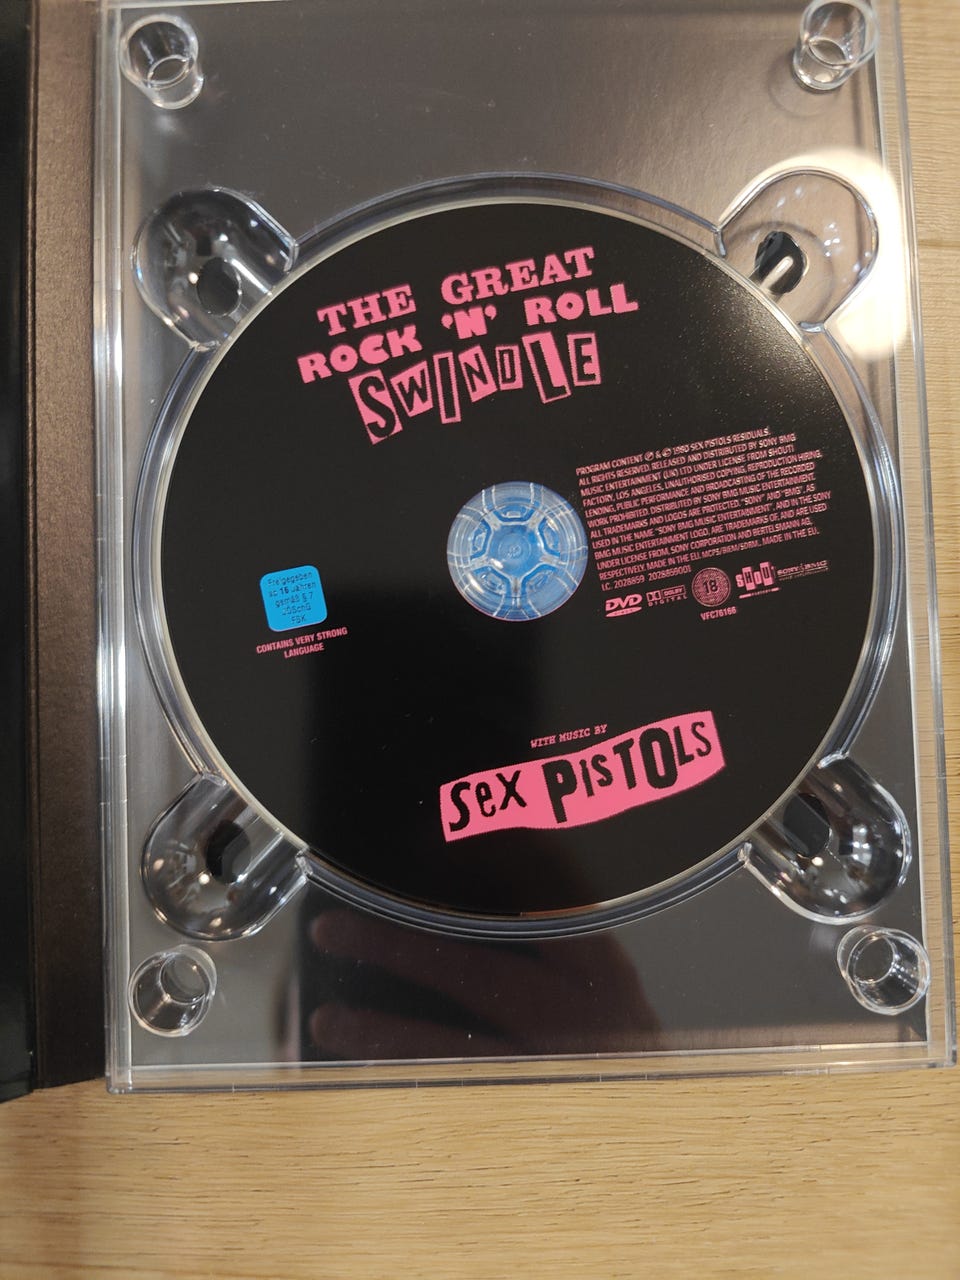 THE GREAT
ROCK 'N' ROLL
SWINDLE
PROGRAM CONTENT ℗ & © 1980 SEX PISTOLS RESIDUALS.
ALL RIGHTS RESERVED. RELEASED AND DISTRIBUTED BY SONY BMG
MUSIC ENTERTAINMENT (UK) LTD UNDER LICENSE FROM SHOUT!
FACTORY, LOS ANGELES. UNAUTHORISED COPYING, REPRODUCTION HIRING,
LENDING, PUBLIC PERFORMANCE AND BROADCASTING OF THE RECORDED
WORK PROHIBITED. DISTRIBUTED BY SONY BMG MUSIC ENTERTAINMENT.
ALL TRADEMARKS AND LOGOS ARE PROTECTED. "SONY" AND "BMG", AS
USED IN THE NAME, "SONY BMG MUSIC ENTERTAINMENT", AND IN THE SONY
BMG MUSIC ENTERTAINMENT LOGO, ARE TRADEMARKS OF, AND ARE USED
UNDER LICENSE FROM, SONY CORPORATION AND BERTELSMANN AG,
RESPECTIVELY. MADE IN THE EU. MCPS/BIEM/SDRM. MADE IN THE EU.
LC. 2028859 2028859001
DVD DOLBY DIGITAL 18 SHOUT! SONY BMG
VFC76166
Freigegeben
ab 16 Jahren
gemäß § 7
JÖSchG
FSK
CONTAINS VERY STRONG
LANGUAGE
WITH MUSIC BY
SEX PISTOLS